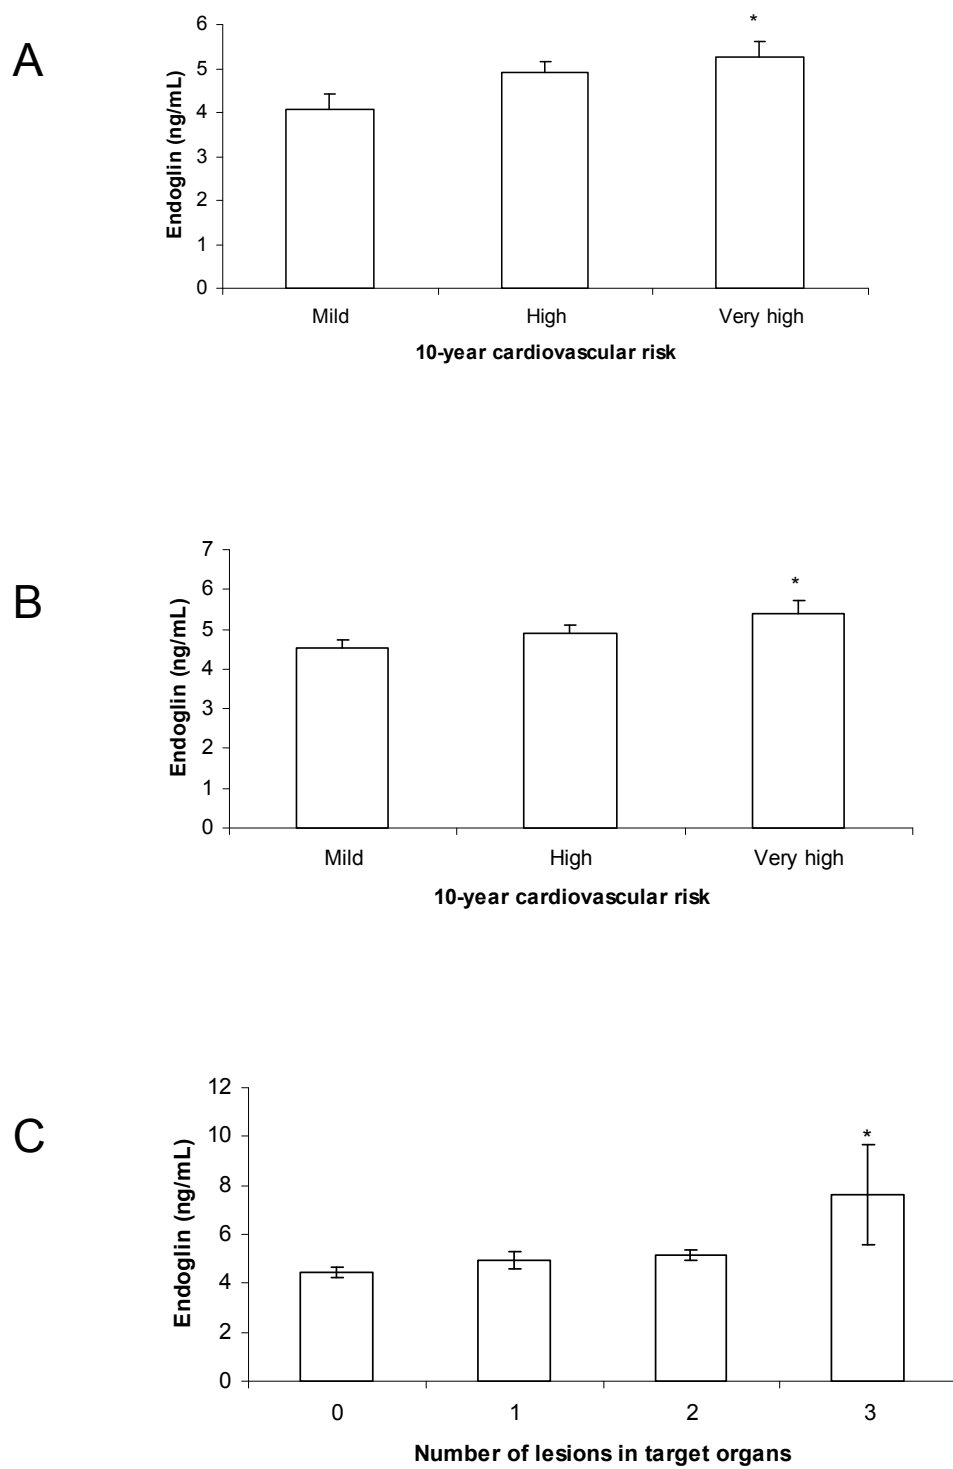 A
Endoglin (ng/mL)
6
5
4
3
2
1
0
*
Mild High Very high
10-year cardiovascular risk
B
Endoglin (ng/mL)
7
6
5
4
3
2
1
0
*
Mild High Very high
10-year cardiovascular risk
C
Endoglin (ng/mL)
12
10
8
6
4
2
0
*
0 1 2 3
Number of lesions in target organs